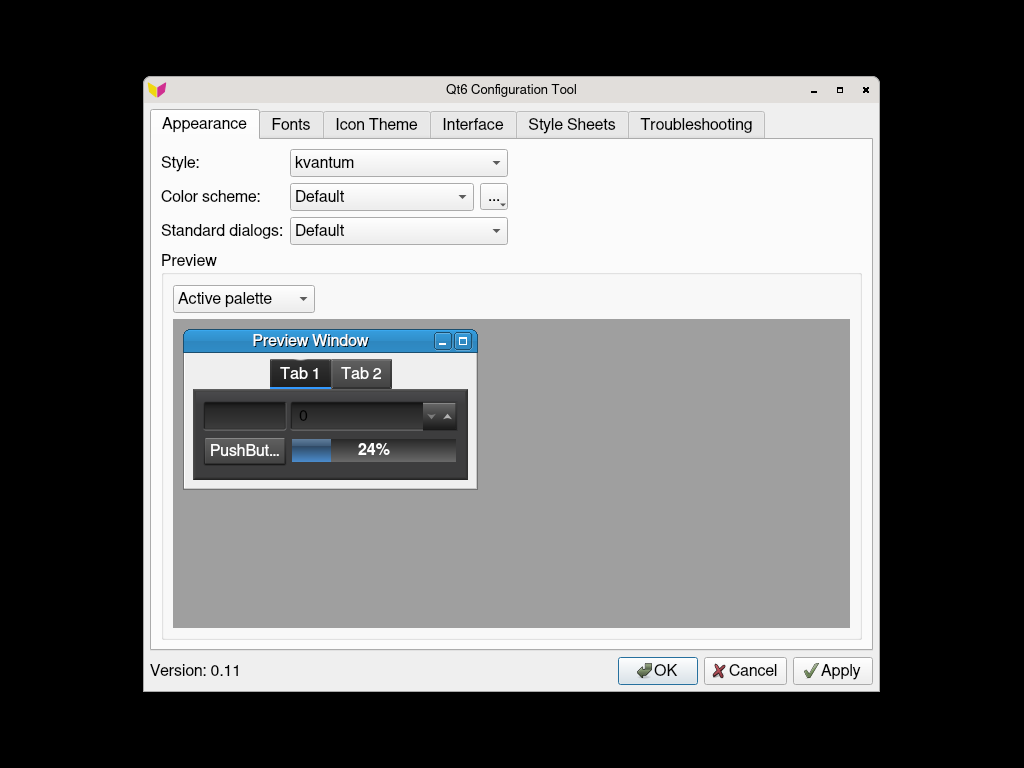 Qt6 Configuration Tool
Appearance Fonts Icon Theme Interface Style Sheets Troubleshooting
Style: kvantum
Color scheme: Default ...
Standard dialogs: Default
Preview
Active palette
Preview Window
Tab 1 Tab 2
0
PushBut... 24%
Version: 0.11 OK Cancel Apply